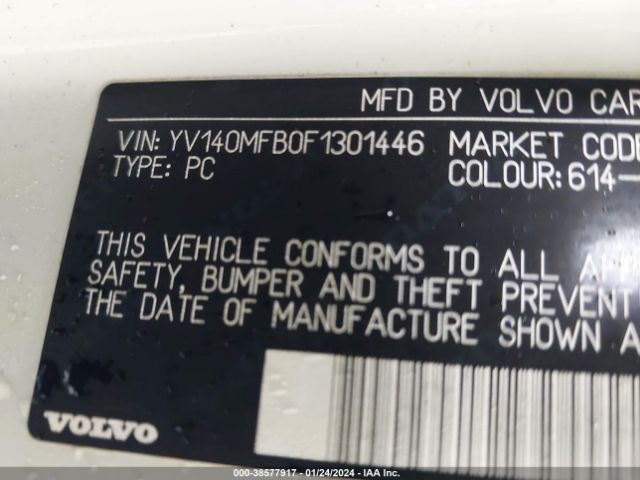 MFD BY VOLVO CAR
VIN: YV140MFB0F1301446 MARKET CODE
TYPE: PC COLOUR: 614-
THIS VEHICLE CONFORMS TO ALL
SAFETY, BUMPER AND THEFT PREVENT
THE DATE OF MANUFACTURE SHOWN A
VOLVO
000-38577917 - 01/24/2024 - IAA Inc.